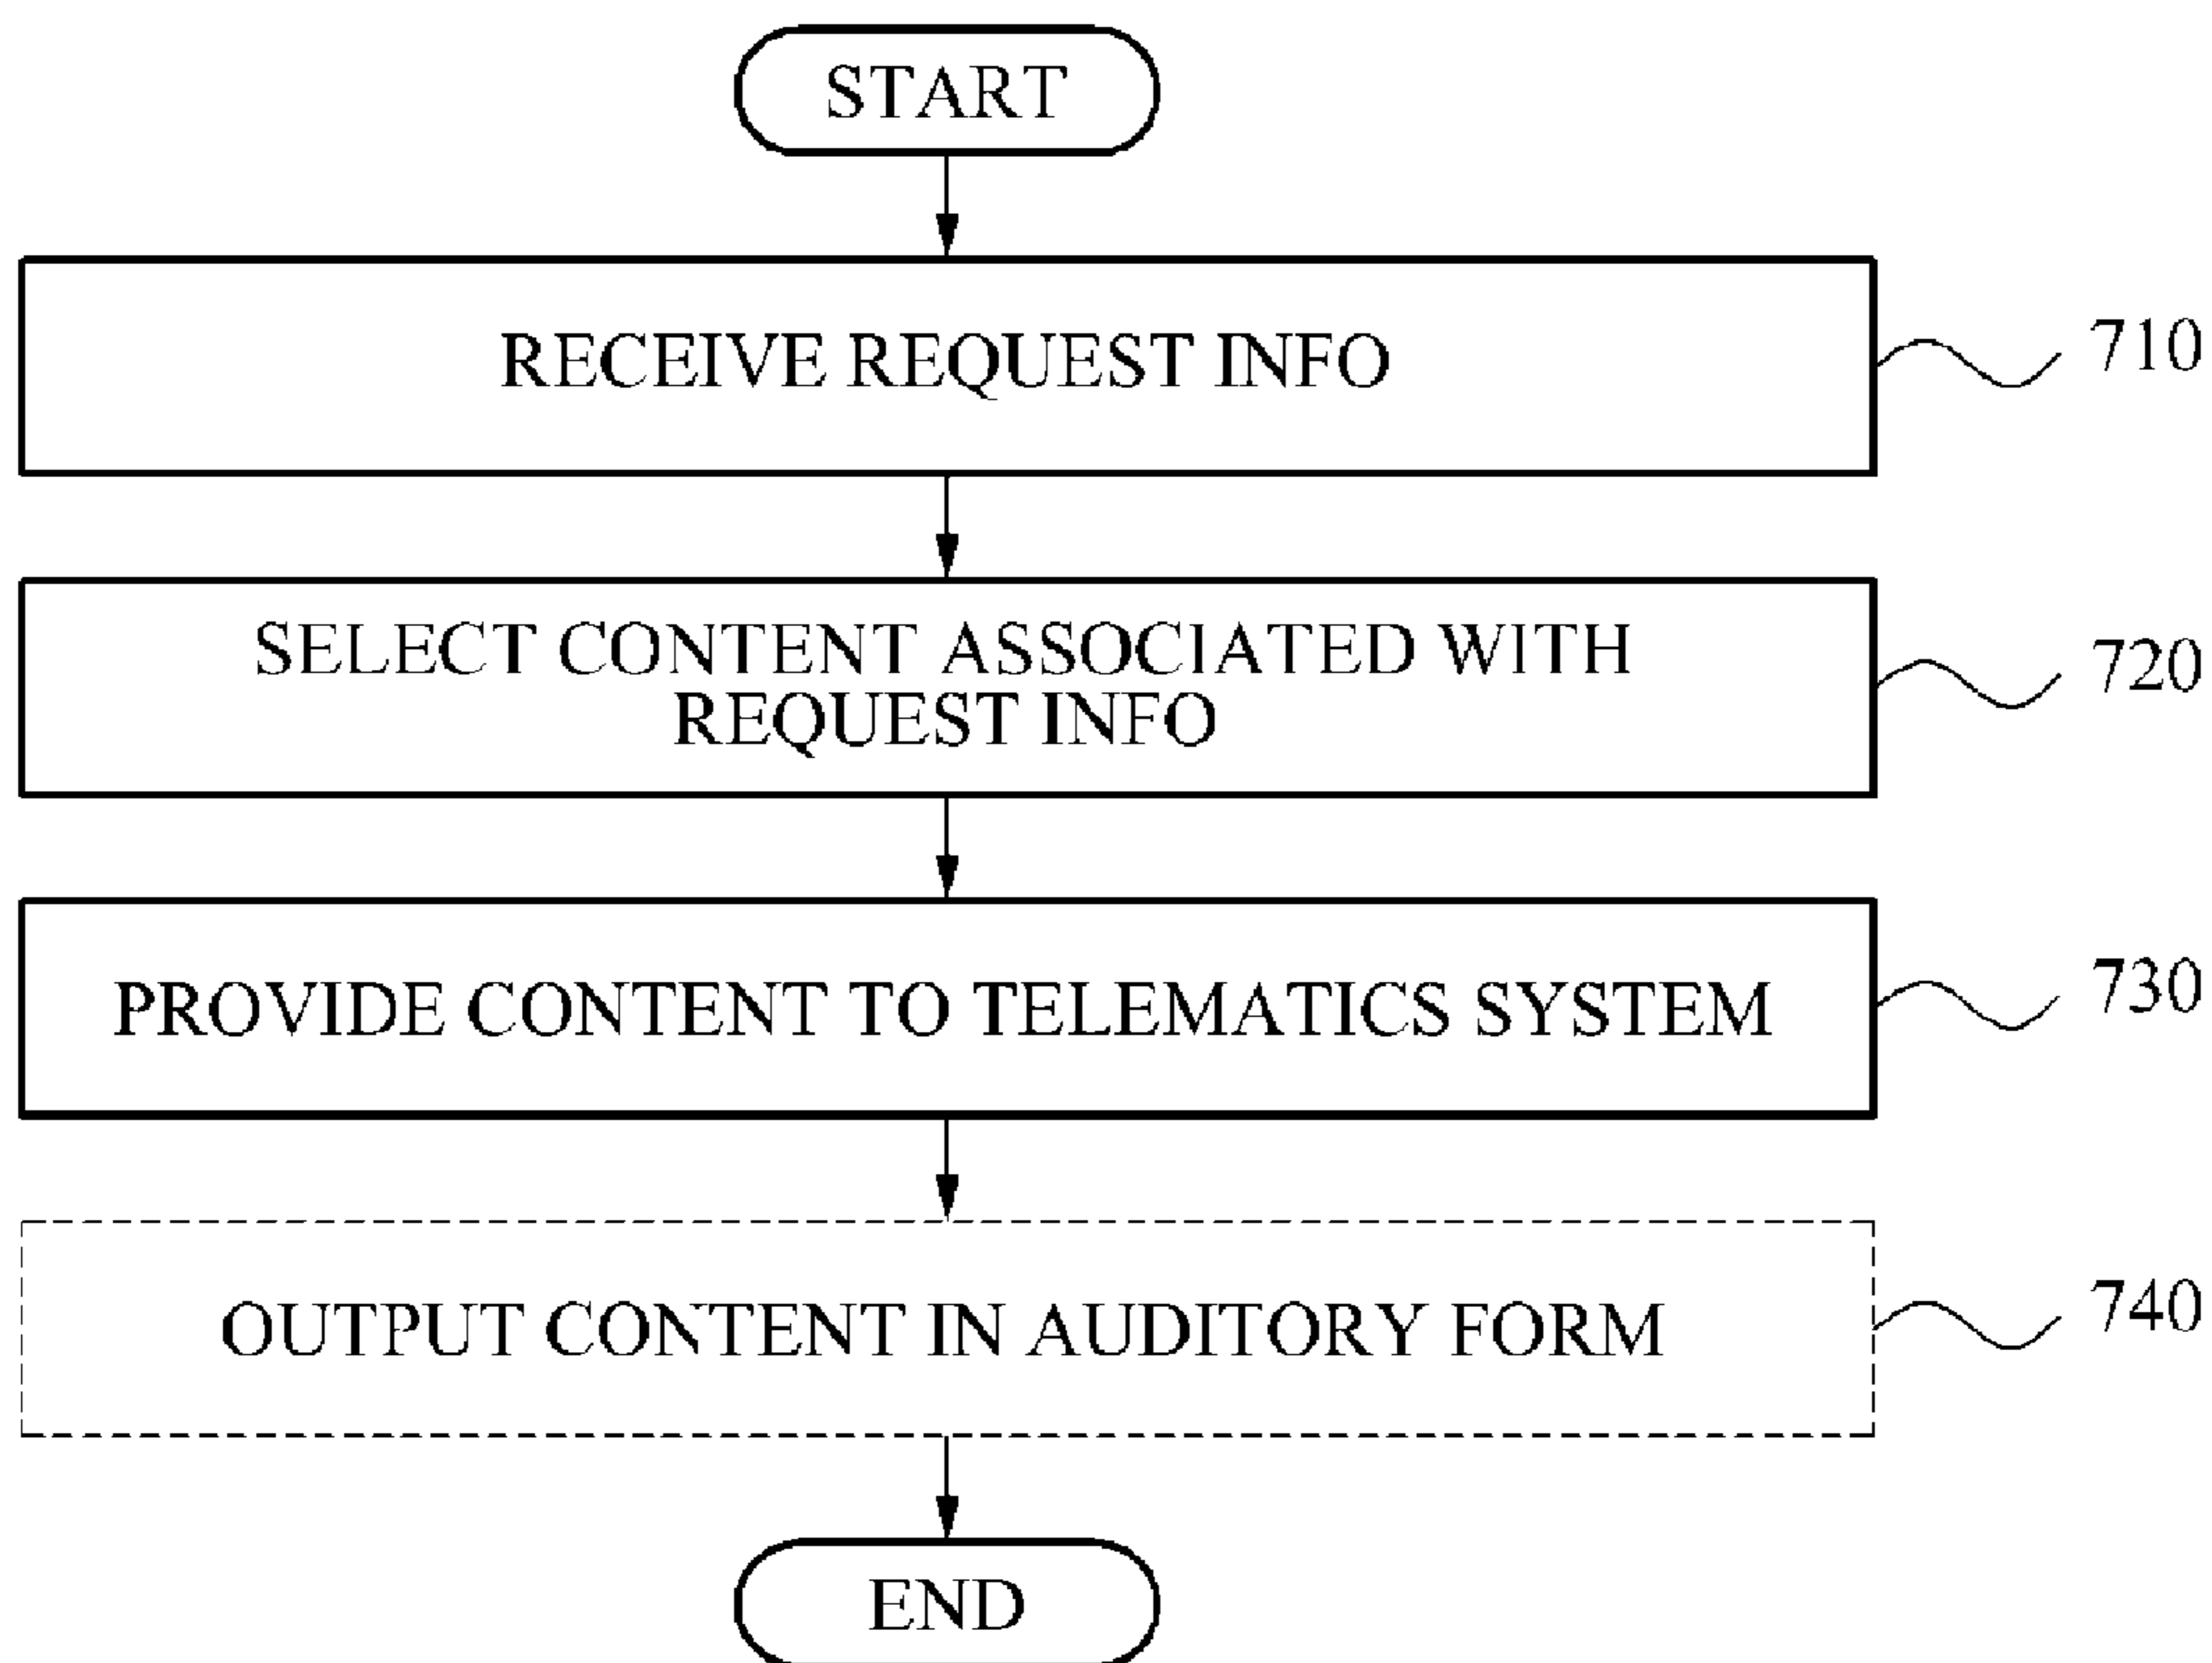 START
RECEIVE REQUEST INFO
710
SELECT CONTENT ASSOCIATED WITH
REQUEST INFO
720
PROVIDE CONTENT TO TELEMATICS SYSTEM
730
OUTPUT CONTENT IN AUDITORY FORM
740
END